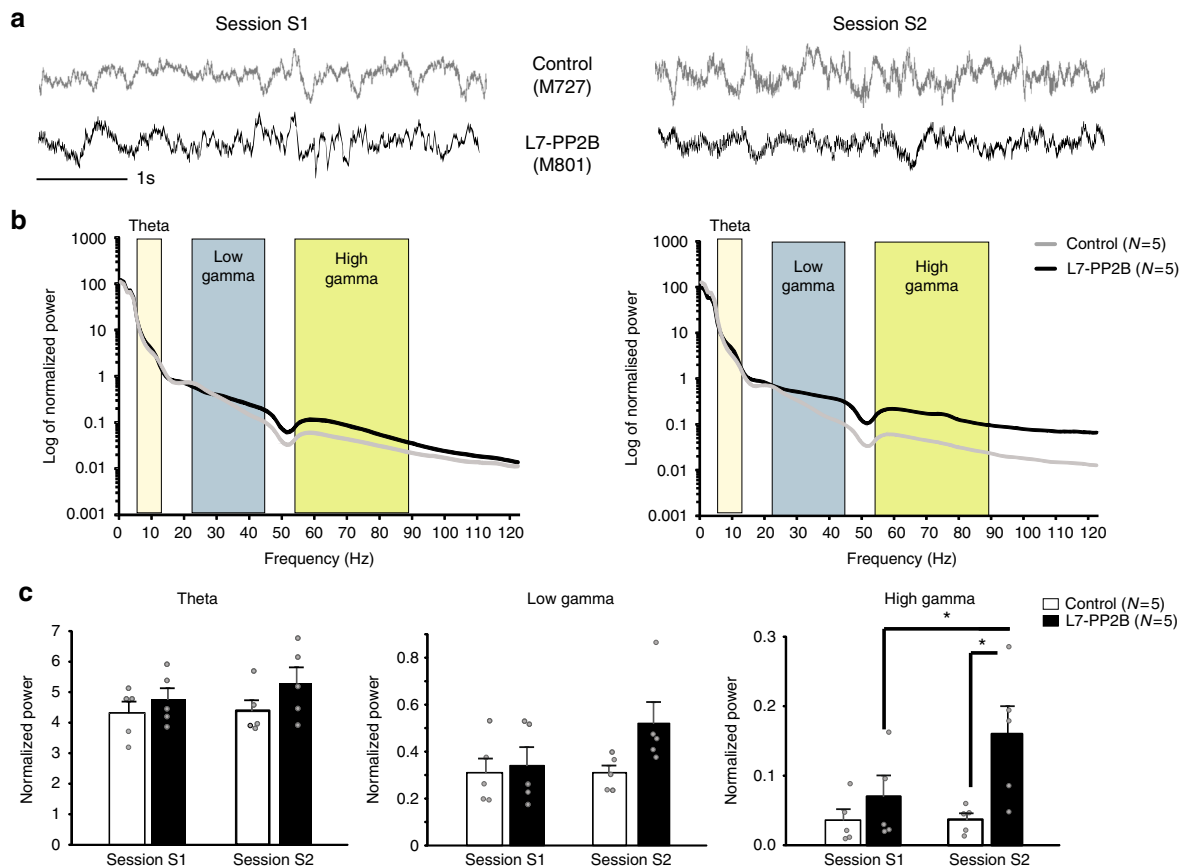 a
Session S1
Session S2
Control
(M727)
L7-PP2B
(M801)
1s
b
Theta
Low
gamma
High
gamma
1000
100
10
1
0.1
0.01
0.001
Log of normalized power
0 10 20 30 40 50 60 70 80 90 100 110 120
Frequency (Hz)
Theta
Low
gamma
High
gamma
1000
100
10
1
0.1
0.01
0.001
Log of normalised power
0 10 20 30 40 50 60 70 80 90 100 110 120
Frequency (Hz)
Control (N=5)
L7-PP2B (N=5)
c
Theta
7
6
5
4
3
2
1
0
Normalized power
Session S1 Session S2
Low gamma
0.8
0.6
0.4
0.2
0
Normalized power
Session S1 Session S2
High gamma
0.3
0.2
0.1
0.0
Normalized power
*
*
Session S1 Session S2
Control (N=5)
L7-PP2B (N=5)